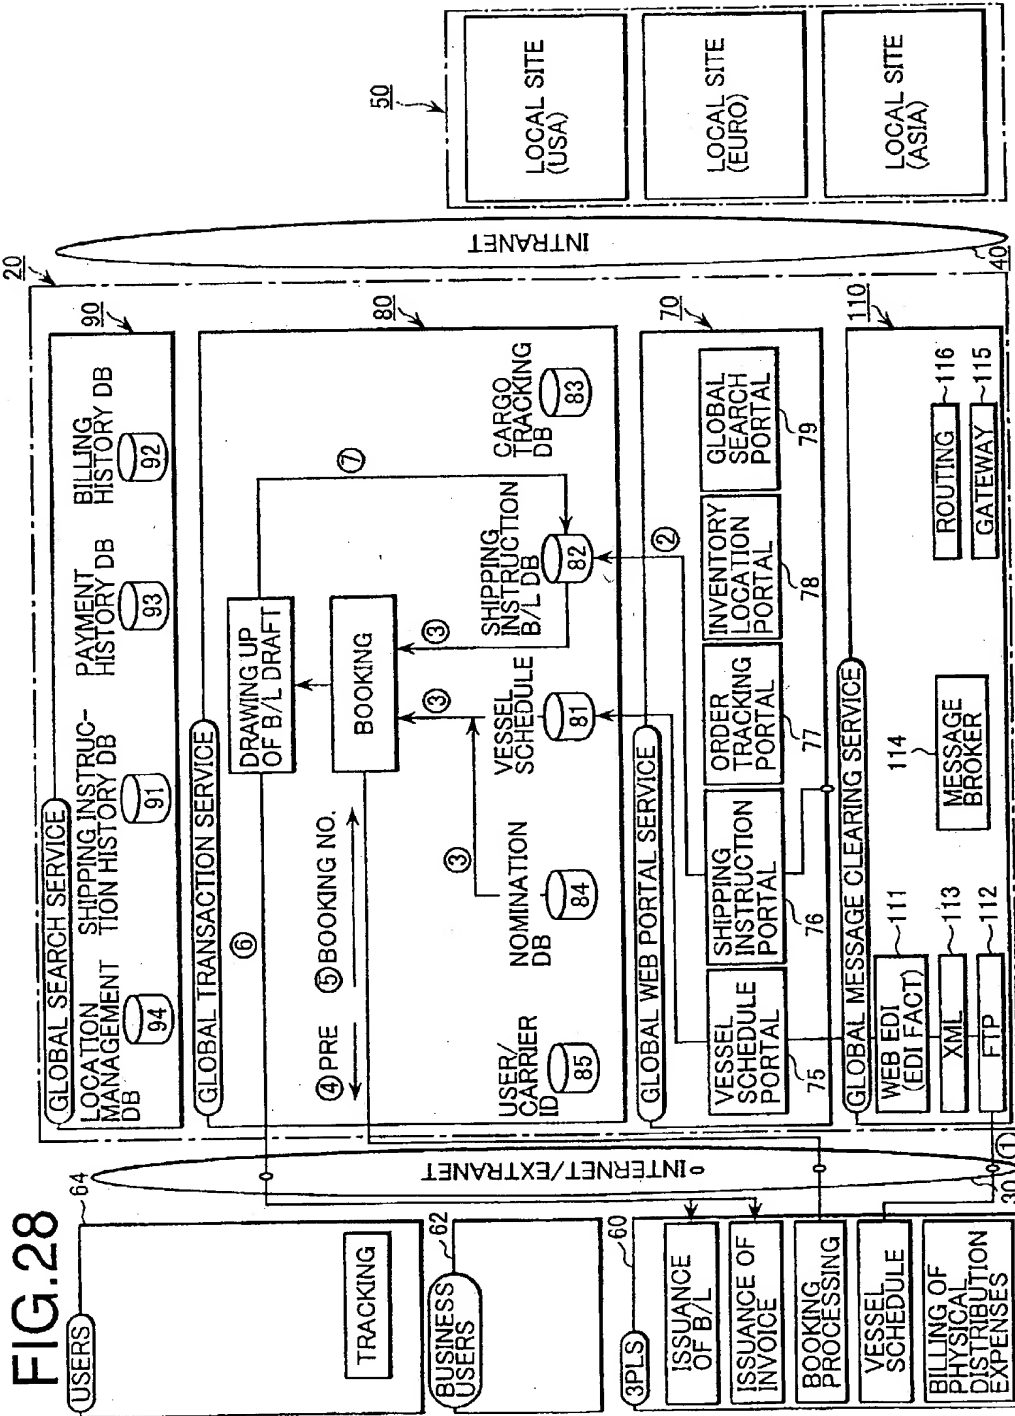 FIG.28
USERS
64
TRACKING
BUSINESS
USERS
62
3PLS
60
ISSUANCE
OF B/L
ISSUANCE OF
INVOICE
BOOKING
PROCESSING
VESSEL
SCHEDULE
BILLING OF
PHYSICAL
DISTRIBUTION
EXPENSES
INTERNET/EXTRANET
30
①
20
GLOBAL SEARCH SERVICE
90
LOCATION
MANAGEMENT
DB
94
SHIPPING INSTRUC-
TION HISTORY DB
91
PAYMENT
HISTORY DB
93
BILLING
HISTORY DB
92
GLOBAL TRANSACTION SERVICE
80
⑥
DRAWING UP
OF B/L DRAFT
⑦
④ PRE
⑤ BOOKING NO.
BOOKING
③
③
③
USER/
CARRIER
ID
85
NOMINATION
DB
84
VESSEL
SCHEDULE
81
SHIPPING
INSTRUCTION
B/L DB
82
CARGO
TRACKING
DB
83
GLOBAL WEB PORTAL SERVICE
②
70
VESSEL
SCHEDULE
PORTAL
75
SHIPPING
INSTRUCTION
PORTAL
76
ORDER
TRACKING
PORTAL
77
INVENTORY
LOCATION
PORTAL
78
GLOBAL
SEARCH
PORTAL
79
GLOBAL MESSAGE CLEARING SERVICE
110
WEB EDI
(EDI FACT)
111
XML
113
FTP
112
MESSAGE
BROKER
114
ROUTING
116
GATEWAY
115
INTRANET
40
50
LOCAL SITE
(USA)
LOCAL SITE
(EURO)
LOCAL SITE
(ASIA)